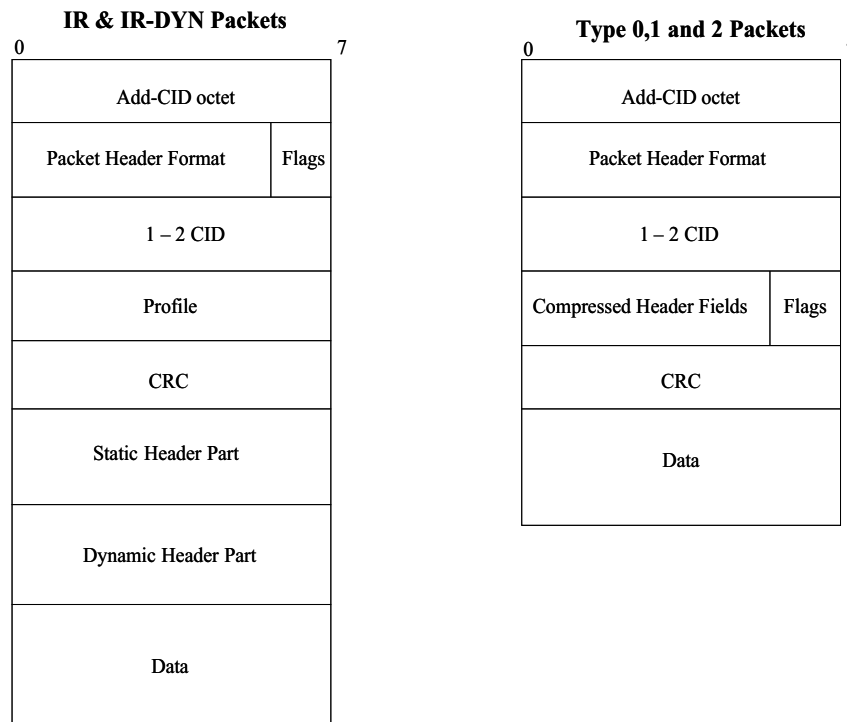 IR & IR-DYN Packets
0 7
Add-CID octet
Packet Header Format Flags
1 – 2 CID
Profile
CRC
Static Header Part
Dynamic Header Part
Data
Type 0,1 and 2 Packets
0
Add-CID octet
Packet Header Format
1 – 2 CID
Compressed Header Fields Flags
CRC
Data